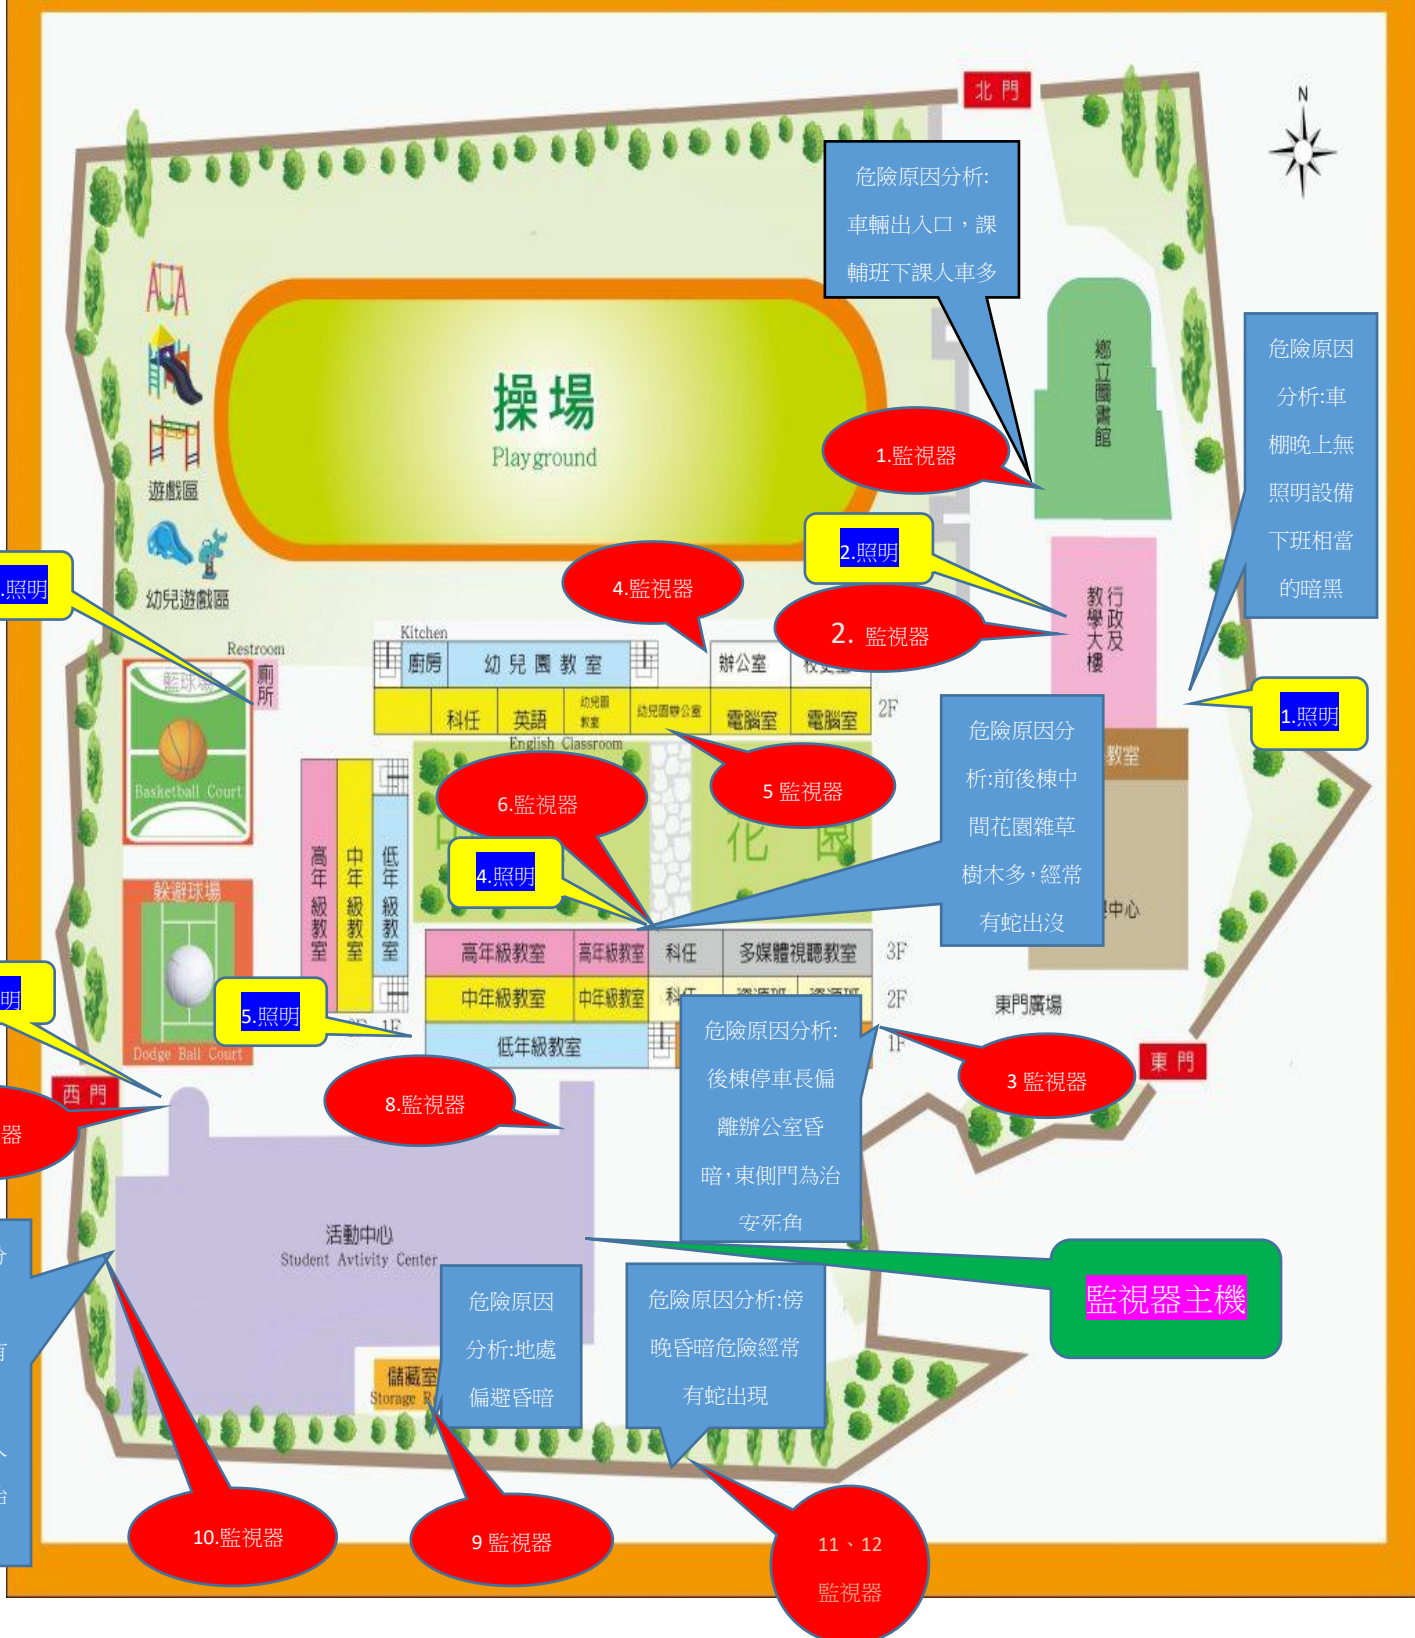 北門
N
危險原因分析:
車輛出入口，課
輔班下課人車多
鄉立圖書館
危險原因
分析:車
棚晚上無
照明設備
下班相當
的暗黑
操場
Playground
1.監視器
遊戲區
2.照明
.照明
4.監視器
幼兒遊戲區
2. 監視器
行政及
教學大樓
Kitchen
Restroom
廁所
籃球場
廚房
幼兒園教室
辦公室
科任
英語
幼兒園
教室
幼兒園辦公室
電腦室
電腦室
2F
English Classroom
1.照明
危險原因分
析:前後棟中
間花園雜草
樹木多，經常
有蛇出沒
教室
Basketball Court
6.監視器
5 監視器
花園
高年級教室
中年級教室
低年級教室
4.照明
躲避球場
中心
高年級教室
高年級教室
科任
多媒體視聽教室
3F
明
5.照明
中年級教室
中年級教室
2F
東門廣場
危險原因分析:
後棟停車長偏
離辦公室昏
暗，東側門為治
安死角
1F
Dodge Ball Court
低年級教室
1F
東門
西門
3 監視器
8.監視器
器
活動中心
Student Avtivity Center
監視器主機
危險原因
分析:地處
偏避昏暗
危險原因分析:傍
晚昏暗危險經常
有蛇出現
儲藏室
Storage
10.監視器
9 監視器
11、12
監視器